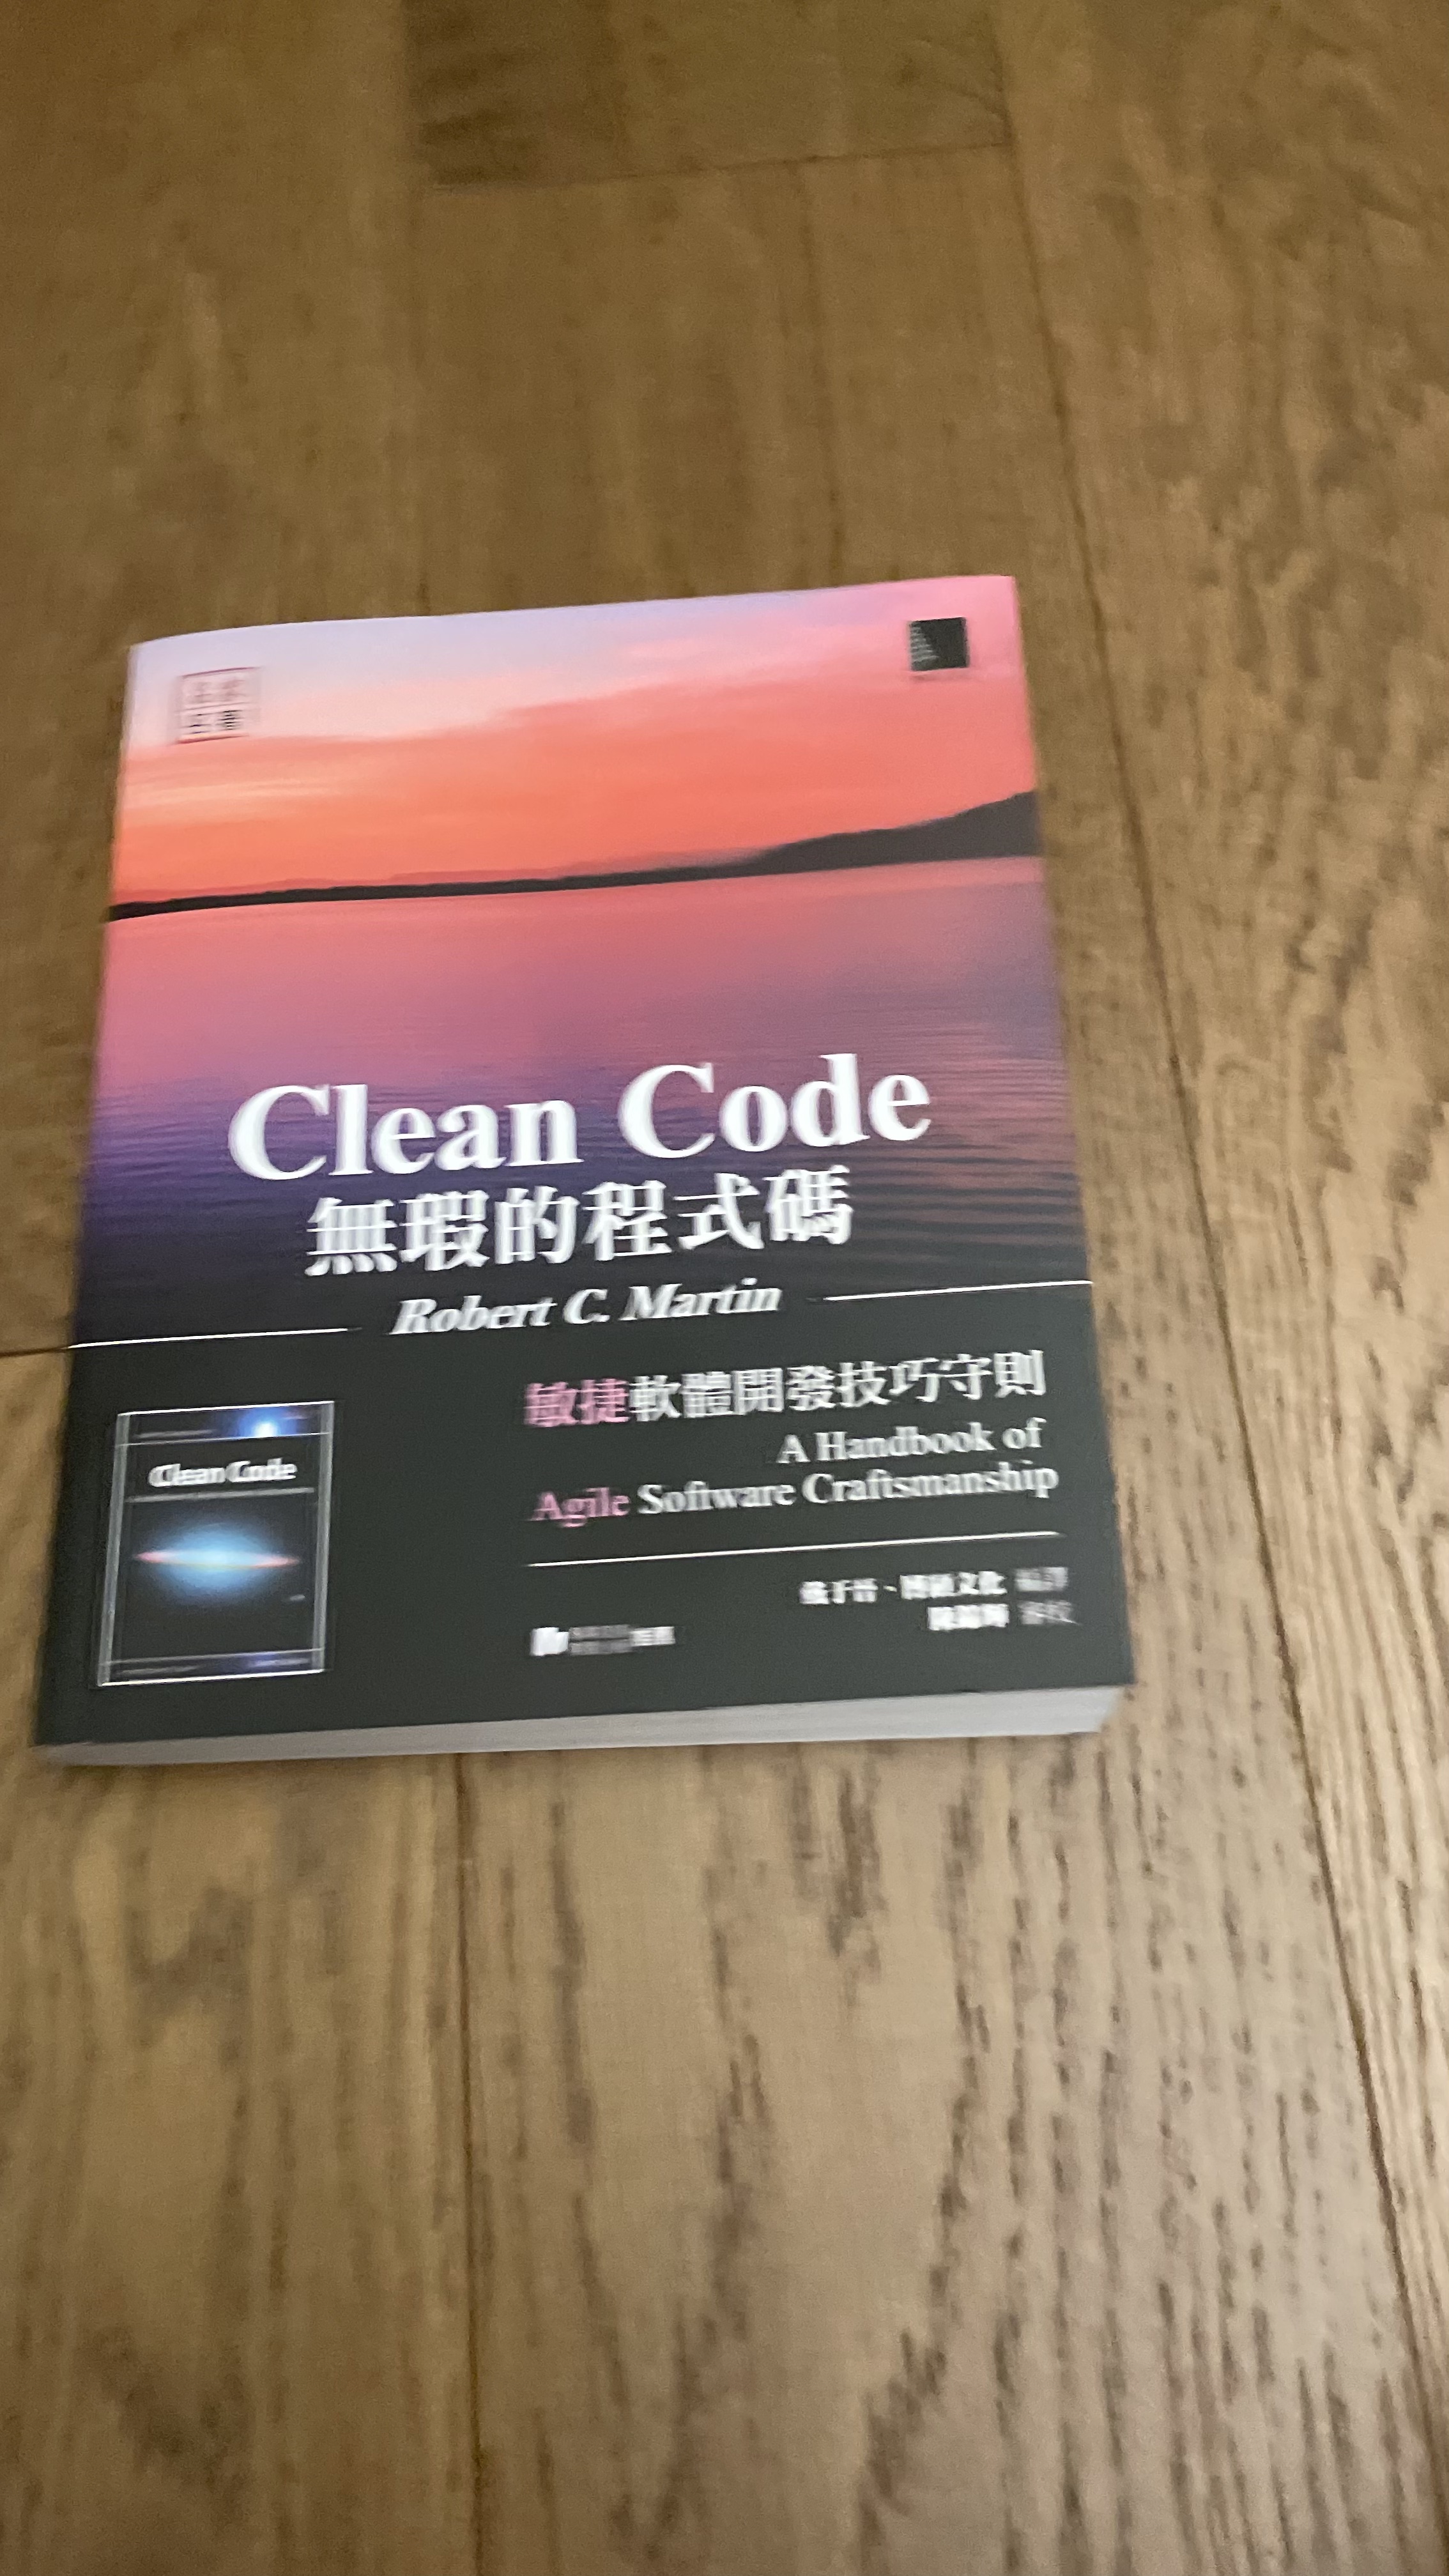 Clean Code
無瑕的程式碼
Robert C. Martin
敏捷軟體開發技巧守則
A Handbook of
Agile Software Craftsmanship
Clean Code